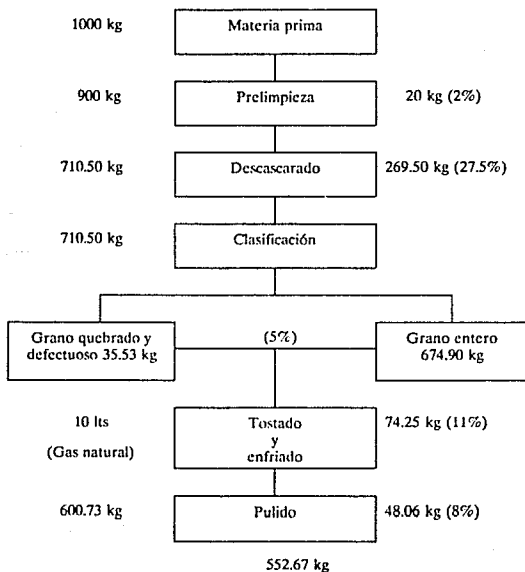 1000 kg Materia prima
900 kg Prelimpieza 20 kg (2%)
710.50 kg Descascarado 269.50 kg (27.5%)
710.50 kg Clasificación
Grano quebrado y (5%) Grano entero
defectuoso 35.53 kg 674.90 kg
10 lts Tostado 74.25 kg (11%)
(Gas natural) y
enfriado
600.73 kg Pulido 48.06 kg (8%)
552.67 kg